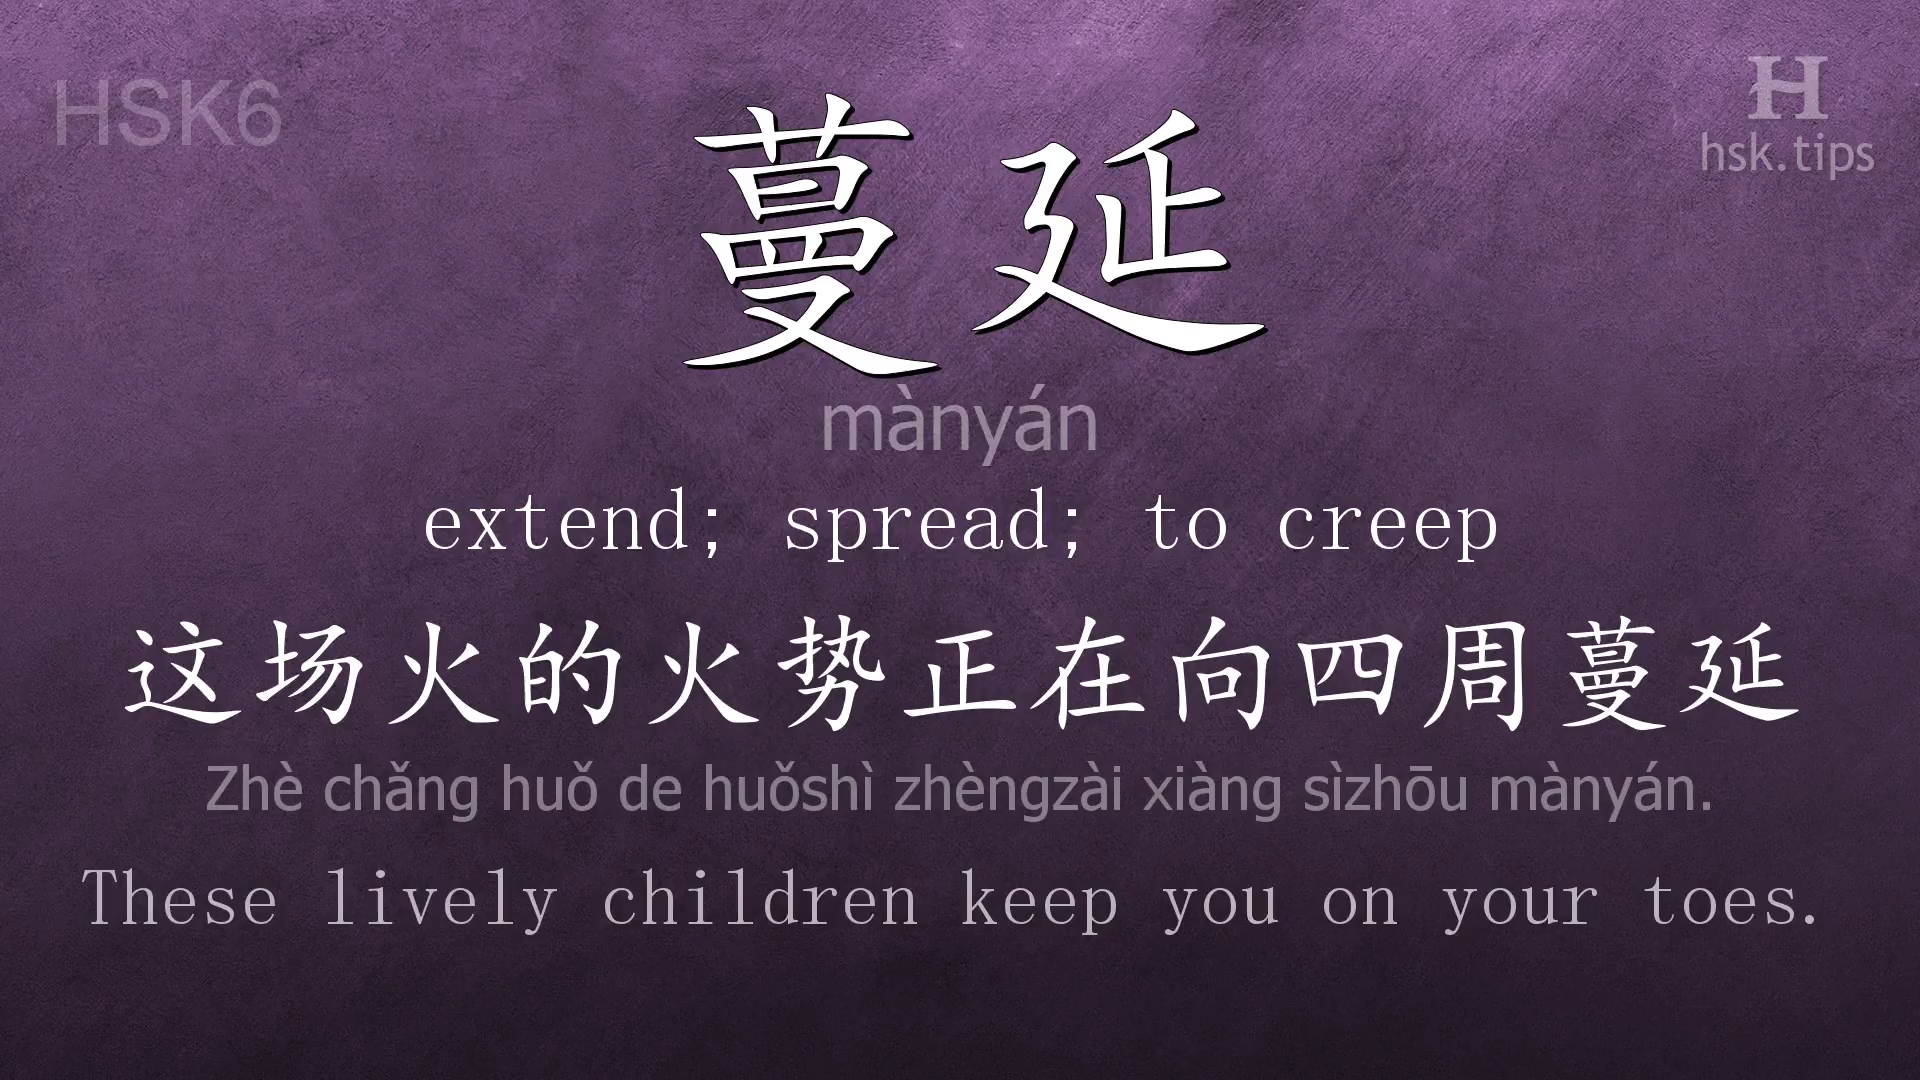 HSK6
H
hsk.tips
蔓延
mànyán
extend; spread; to creep
这场火的火势正在向四周蔓延
Zhè chǎng huǒ de huǒshì zhèngzài xiàng sìzhōu mànyán.
These lively children keep you on your toes.